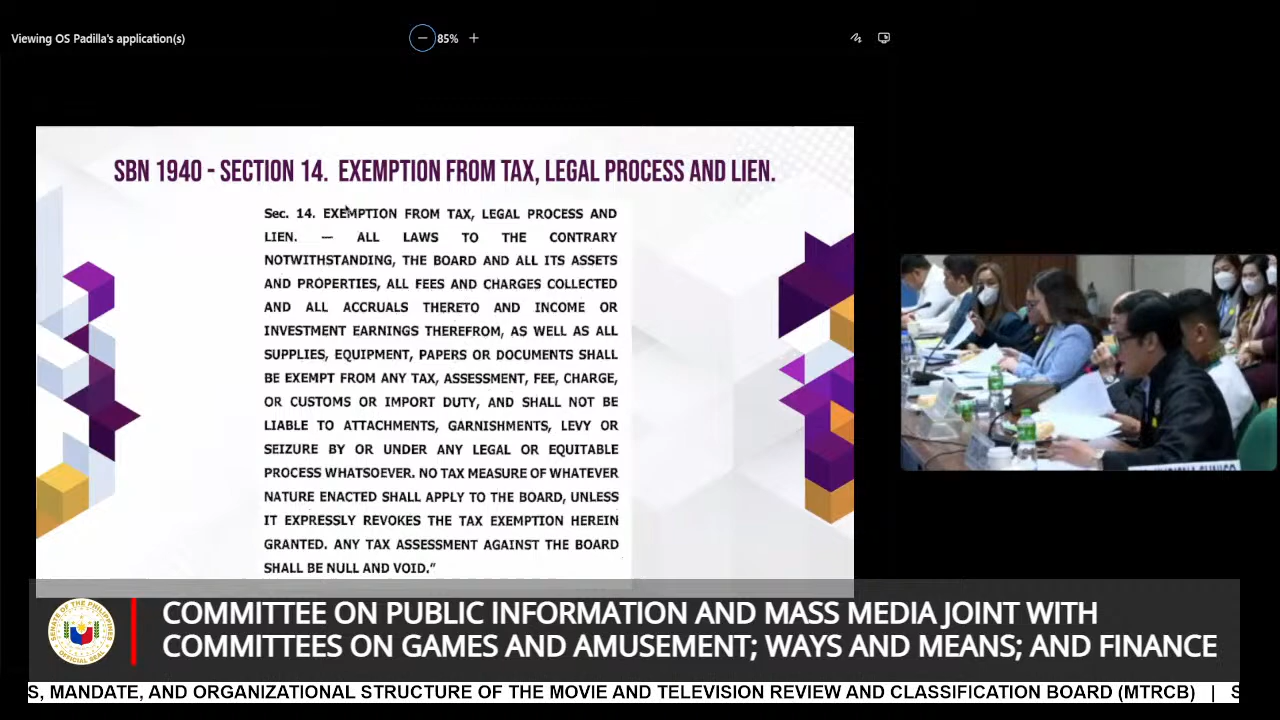 Viewing OS Padilla's application(s)
85%
SBN 1940 - SECTION 14. EXEMPTION FROM TAX, LEGAL PROCESS AND LIEN.
Sec. 14. EXEMPTION FROM TAX, LEGAL PROCESS AND
LIEN. — ALL LAWS TO THE CONTRARY
NOTWITHSTANDING, THE BOARD AND ALL ITS ASSETS
AND PROPERTIES, ALL FEES AND CHARGES COLLECTED
AND ALL ACCRUALS THERETO AND INCOME OR
INVESTMENT EARNINGS THEREFROM, AS WELL AS ALL
SUPPLIES, EQUIPMENT, PAPERS OR DOCUMENTS SHALL
BE EXEMPT FROM ANY TAX, ASSESSMENT, FEE, CHARGE,
OR CUSTOMS OR IMPORT DUTY, AND SHALL NOT BE
LIABLE TO ATTACHMENTS, GARNISHMENTS, LEVY OR
SEIZURE BY OR UNDER ANY LEGAL OR EQUITABLE
PROCESS WHATSOEVER. NO TAX MEASURE OF WHATEVER
NATURE ENACTED SHALL APPLY TO THE BOARD, UNLESS
IT EXPRESSLY REVOKES THE TAX EXEMPTION HEREIN
GRANTED. ANY TAX ASSESSMENT AGAINST THE BOARD
SHALL BE NULL AND VOID."
SENATE OF THE PHILIPPINES
OFFICIAL SEAL
COMMITTEE ON PUBLIC INFORMATION AND MASS MEDIA JOINT WITH
COMMITTEES ON GAMES AND AMUSEMENT; WAYS AND MEANS; AND FINANCE
S, MANDATE, AND ORGANIZATIONAL STRUCTURE OF THE MOVIE AND TELEVISION REVIEW AND CLASSIFICATION BOARD (MTRCB) | S